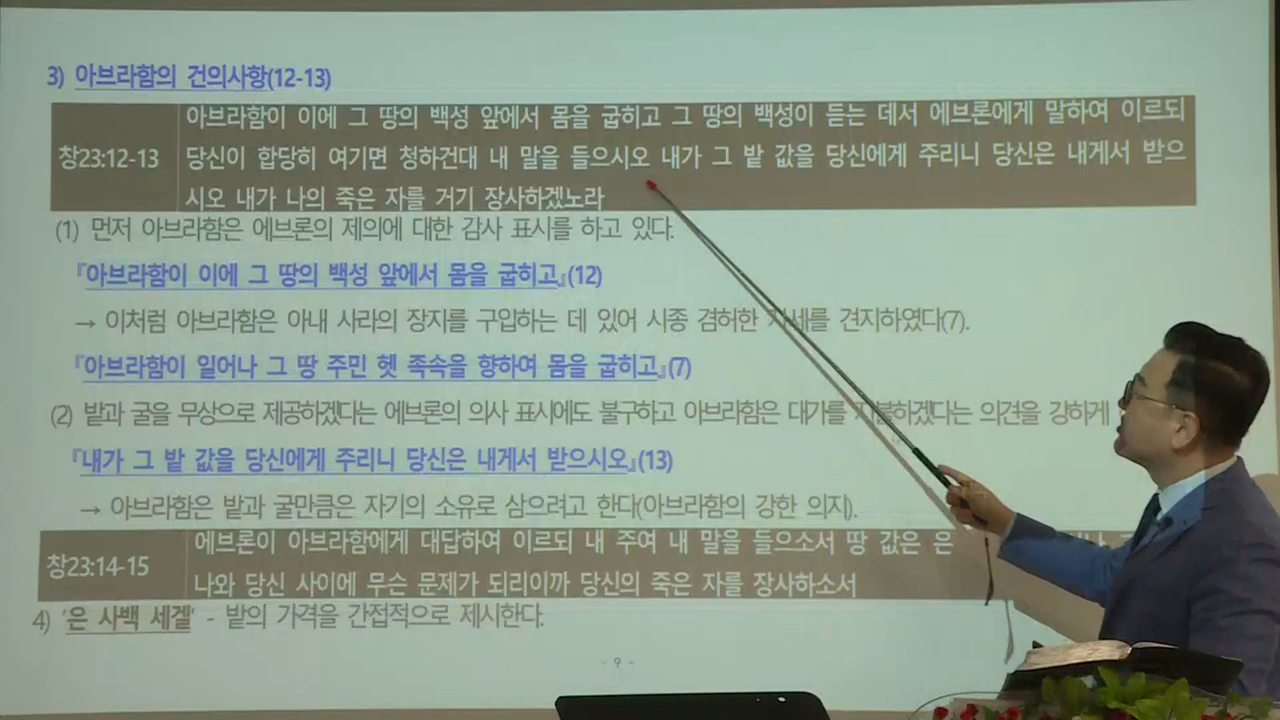 3) 아브라함의 건의사항(12-13)
창23:12-13
아브라함이 이에 그 땅의 백성 앞에서 몸을 굽히고 그 땅의 백성이 듣는 데서 에브론에게 말하여 이르되
당신이 합당히 여기면 청하건대 내 말을 들으시오 내가 그 밭 값을 당신에게 주리니 당신은 내게서 받으
시오 내가 나의 죽은 자를 거기 장사하겠노라
(1) 먼저 아브라함은 에브론의 제의에 대한 감사 표시를 하고 있다.
『아브라함이 이에 그 땅의 백성 앞에서 몸을 굽히고』(12)
→ 이처럼 아브라함은 아내 사라의 장지를 구입하는 데 있어 시종 겸허한 자세를 견지하였다(7).
『아브라함이 일어나 그 땅 주민 헷 족속을 향하여 몸을 굽히고』(7)
(2) 밭과 굴을 무상으로 제공하겠다는 에브론의 의사 표시에도 불구하고 아브라함은 대가를 지불하겠다는 의견을 강하게
『내가 그 밭 값을 당신에게 주리니 당신은 내게서 받으시오』(13)
→ 아브라함은 밭과 굴만큼은 자기의 소유로 삼으려고 한다(아브라함의 강한 의지).
창23:14-15
에브론이 아브라함에게 대답하여 이르되 내 주여 내 말을 들으소서 땅 값은 은
나와 당신 사이에 무슨 문제가 되리이까 당신의 죽은 자를 장사하소서
4) '은 사백 세겔' - 밭의 가격을 간접적으로 제시한다.
- 9 -